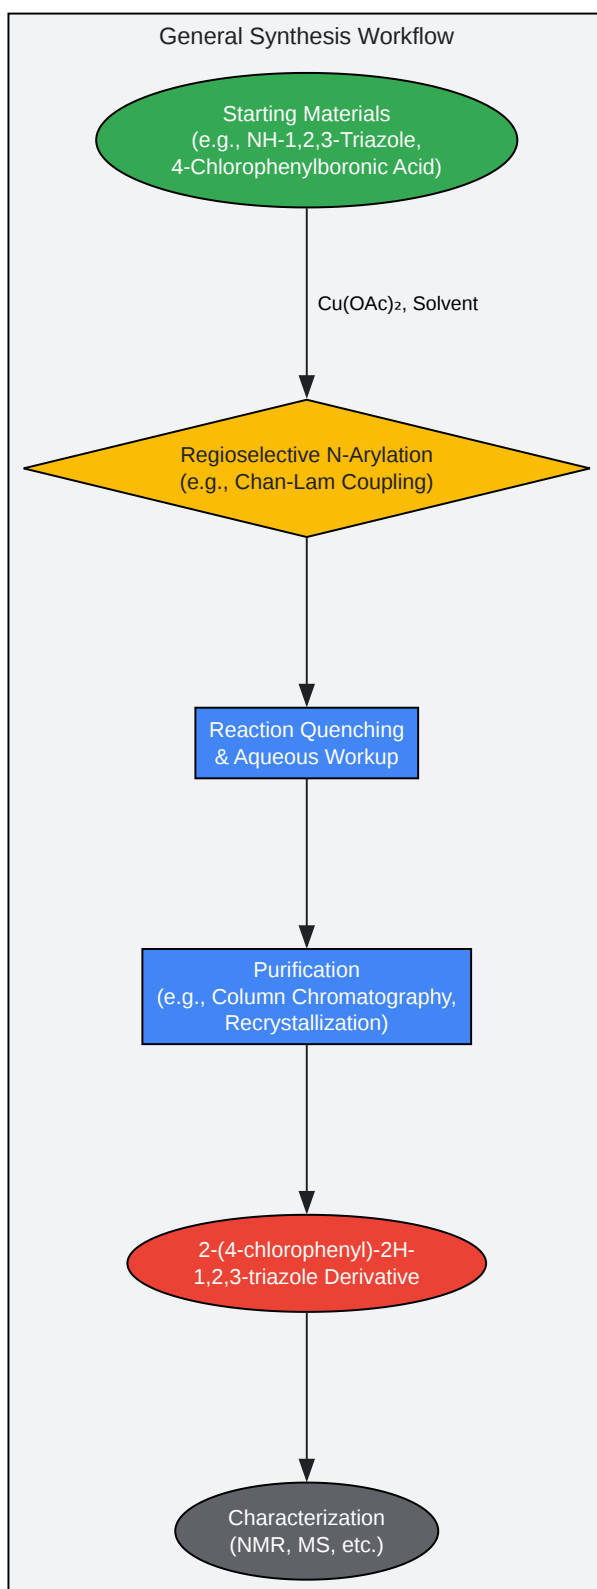 General Synthesis Workflow
Starting Materials
(e.g., NH-1,2,3-Triazole,
4-Chlorophenylboronic Acid)
Cu(OAc)₂, Solvent
Regioselective N-Arylation
(e.g., Chan-Lam Coupling)
Reaction Quenching
& Aqueous Workup
Purification
(e.g., Column Chromatography,
Recrystallization)
2-(4-chlorophenyl)-2H-
1,2,3-triazole Derivative
Characterization
(NMR, MS, etc.)